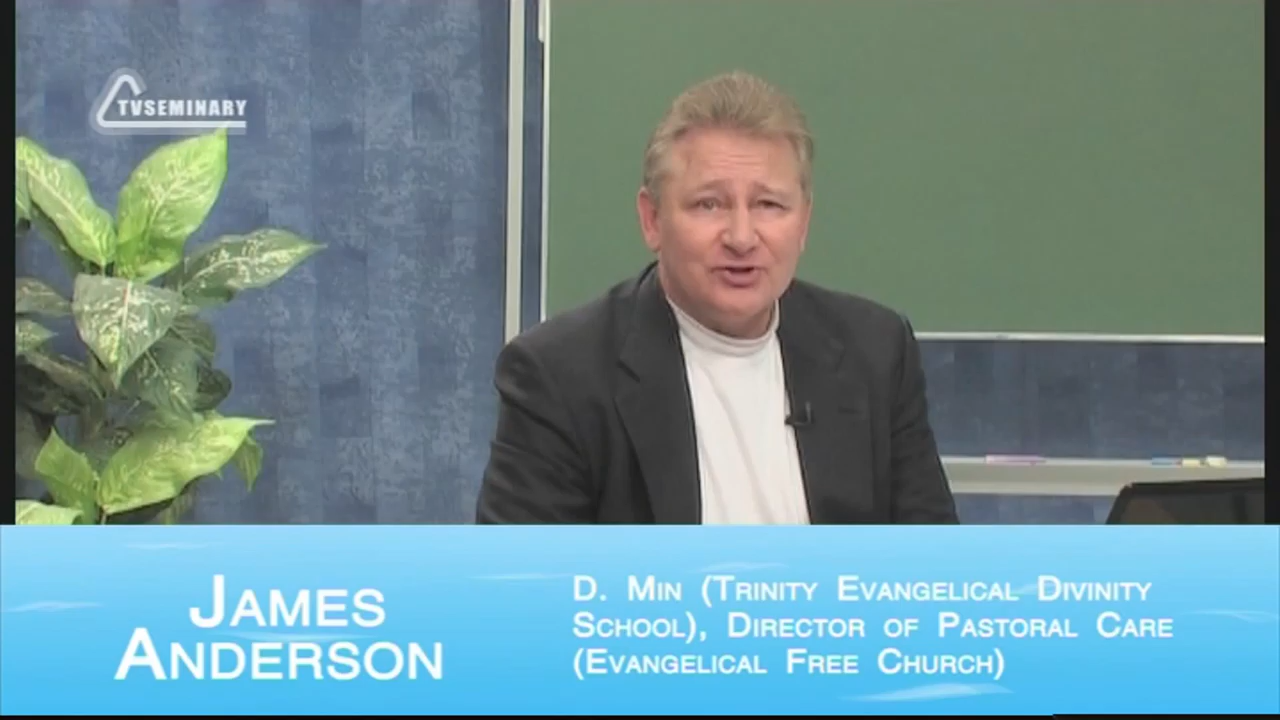 TVSEMINARY
JAMES
ANDERSON
D. MIN (TRINITY EVANGELICAL DIVINITY
SCHOOL), DIRECTOR OF PASTORAL CARE
(EVANGELICAL FREE CHURCH)